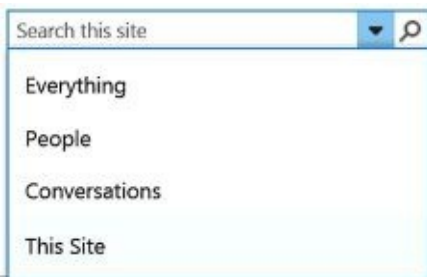 Search this site
Everything
People
Conversations
This Site